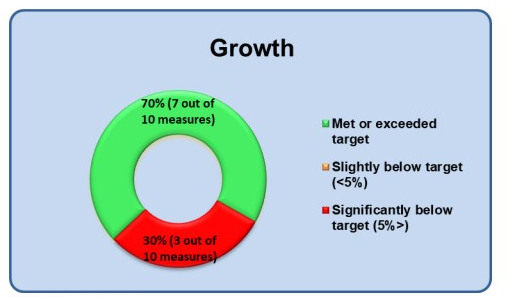 Growth
70% (7 out of
10 measures)
30% (3 out of
10 measures)
Met or exceeded
target
Slightly below target
(<5%)
Significantly below
target (5%>)